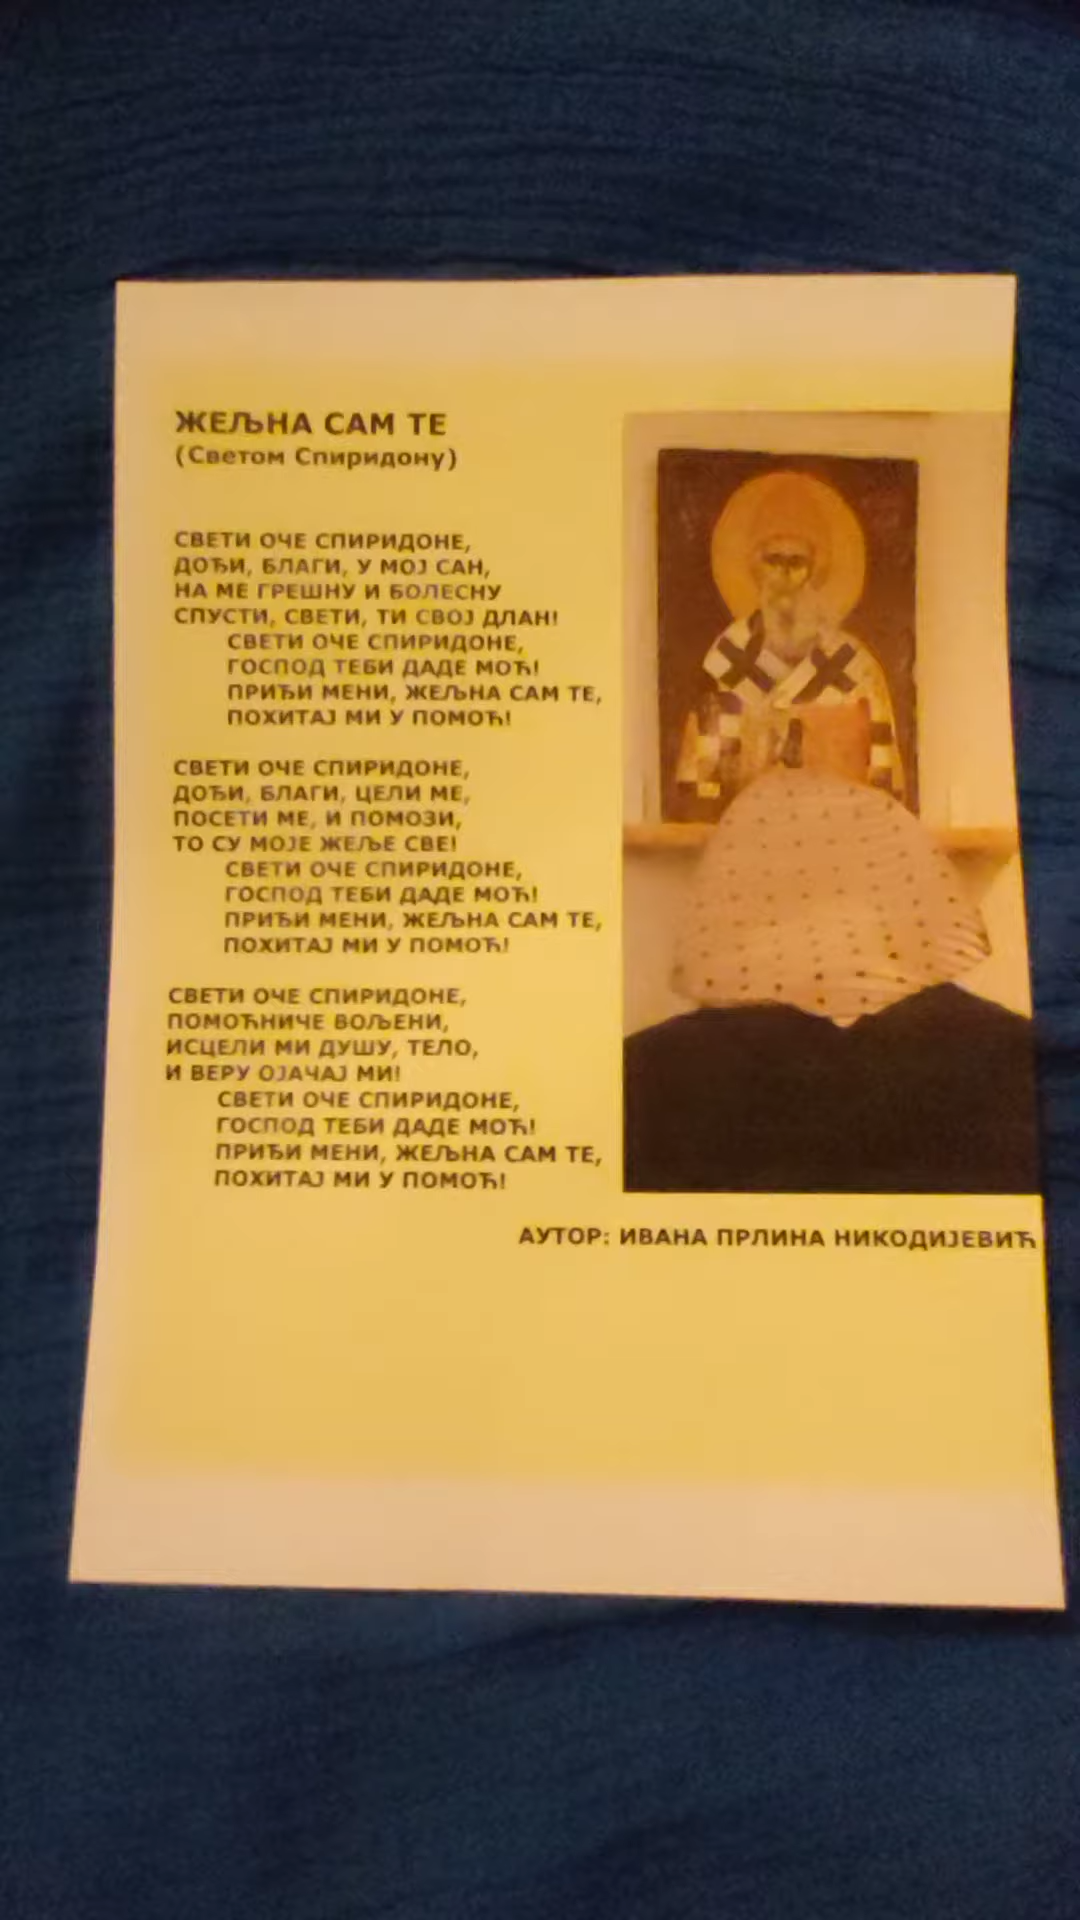 ЖЕЉНА САМ ТЕ
(Светом Спиридону)
СВЕТИ ОЧЕ СПИРИДОНЕ,
ДОЂИ, БЛАГИ, У МОЈ САН,
НА МЕ ГРЕШНУ И БОЛЕСНУ
СПУСТИ, СВЕТИ, ТИ СВОЈ ДЛАН!
СВЕТИ ОЧЕ СПИРИДОНЕ,
ГОСПОД ТЕБИ ДАДЕ МОЋ!
ПРИЂИ МЕНИ, ЖЕЉНА САМ ТЕ,
ПОХИТАЈ МИ У ПОМОЋ!
СВЕТИ ОЧЕ СПИРИДОНЕ,
ДОЂИ, БЛАГИ, ЦЕЛИ МЕ,
ПОСЕТИ МЕ, И ПОМОЗИ,
ТО СУ МОЈЕ ЖЕЉЕ СВЕ!
СВЕТИ ОЧЕ СПИРИДОНЕ,
ГОСПОД ТЕБИ ДАДЕ МОЋ!
ПРИЂИ МЕНИ, ЖЕЉНА САМ ТЕ,
ПОХИТАЈ МИ У ПОМОЋ!
СВЕТИ ОЧЕ СПИРИДОНЕ,
ПОМОЋНИЧЕ ВОЉЕНИ,
ИСЦЕЛИ МИ ДУШУ, ТЕЛО,
И ВЕРУ ОЈАЧАЈ МИ!
СВЕТИ ОЧЕ СПИРИДОНЕ,
ГОСПОД ТЕБИ ДАДЕ МОЋ!
ПРИЂИ МЕНИ, ЖЕЉНА САМ ТЕ,
ПОХИТАЈ МИ У ПОМОЋ!
АУТОР: ИВАНА ПРЛИНА НИКОДИЈЕВИЋ